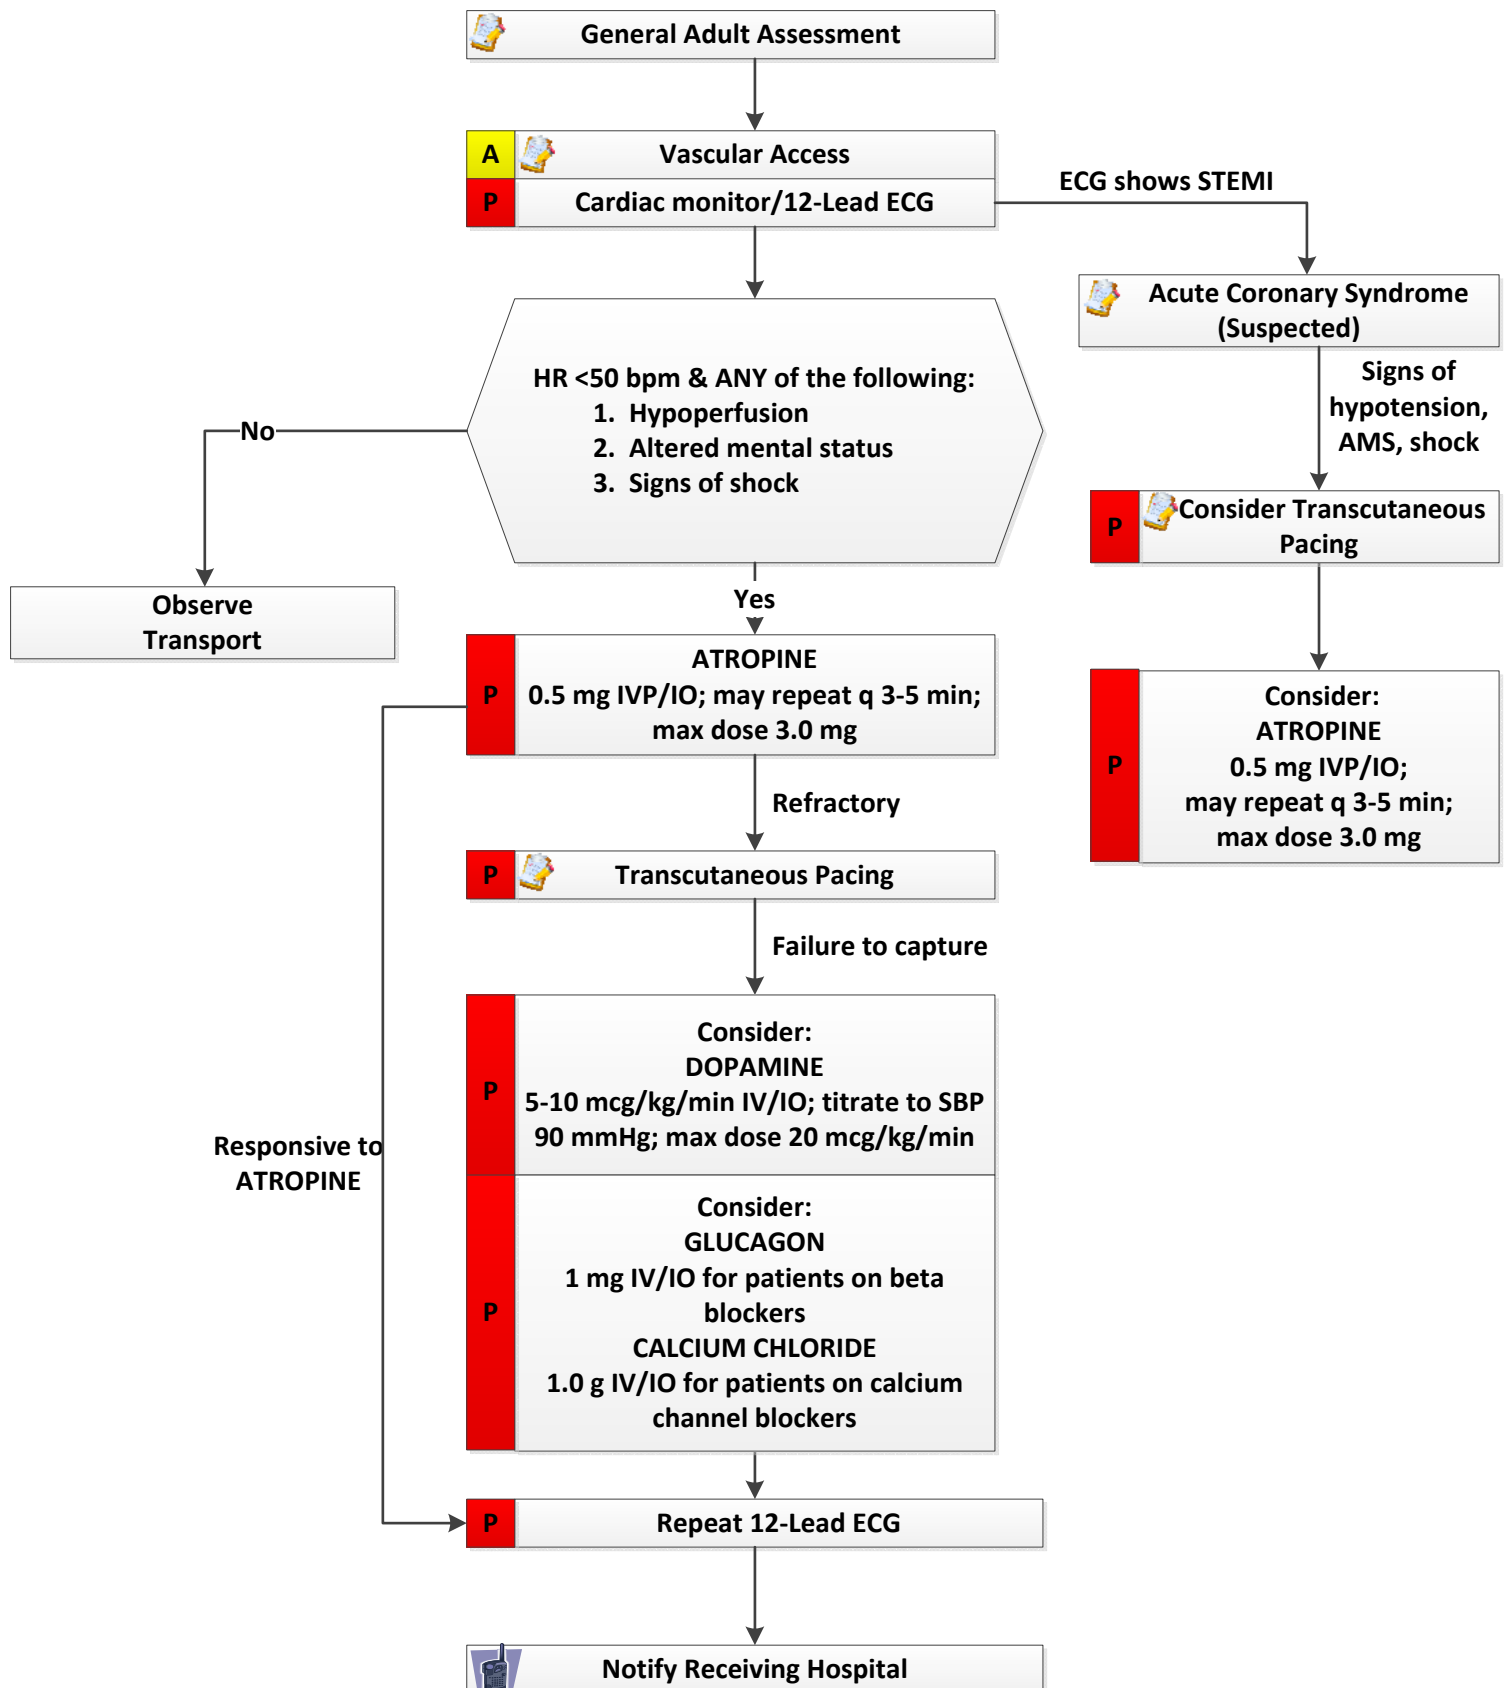 General Adult Assessment
A
Vascular Access
P
Cardiac monitor/12-Lead ECG
ECG shows STEMI
Acute Coronary Syndrome
(Suspected)
Signs of
hypotension,
AMS, shock
P
Consider Transcutaneous
Pacing
P
Consider:
ATROPINE
0.5 mg IVP/IO;
may repeat q 3-5 min;
max dose 3.0 mg
HR <50 bpm & ANY of the following:
1. Hypoperfusion
2. Altered mental status
3. Signs of shock
No
Observe
Transport
Yes
P
ATROPINE
0.5 mg IVP/IO; may repeat q 3-5 min;
max dose 3.0 mg
Refractory
P
Transcutaneous Pacing
Failure to capture
P
Consider:
DOPAMINE
5-10 mcg/kg/min IV/IO; titrate to SBP
90 mmHg; max dose 20 mcg/kg/min
Responsive to
ATROPINE
P
Consider:
GLUCAGON
1 mg IV/IO for patients on beta
blockers
CALCIUM CHLORIDE
1.0 g IV/IO for patients on calcium
channel blockers
P
Repeat 12-Lead ECG
Notify Receiving Hospital